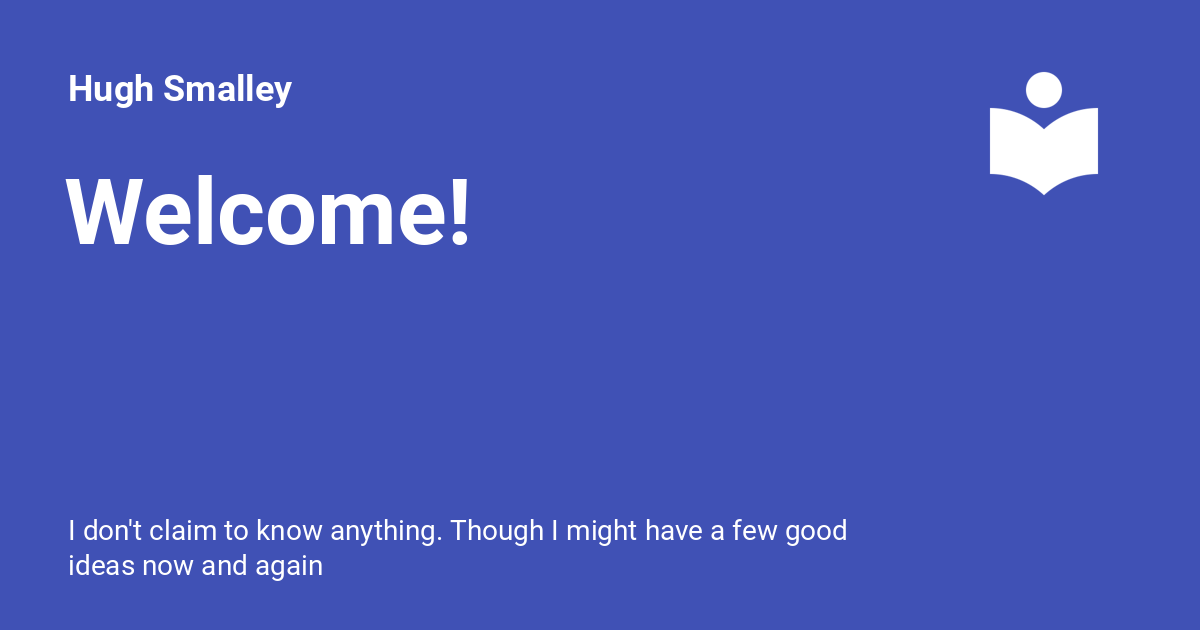 Hugh Smalley
Welcome!
I don't claim to know anything. Though I might have a few good
ideas now and again